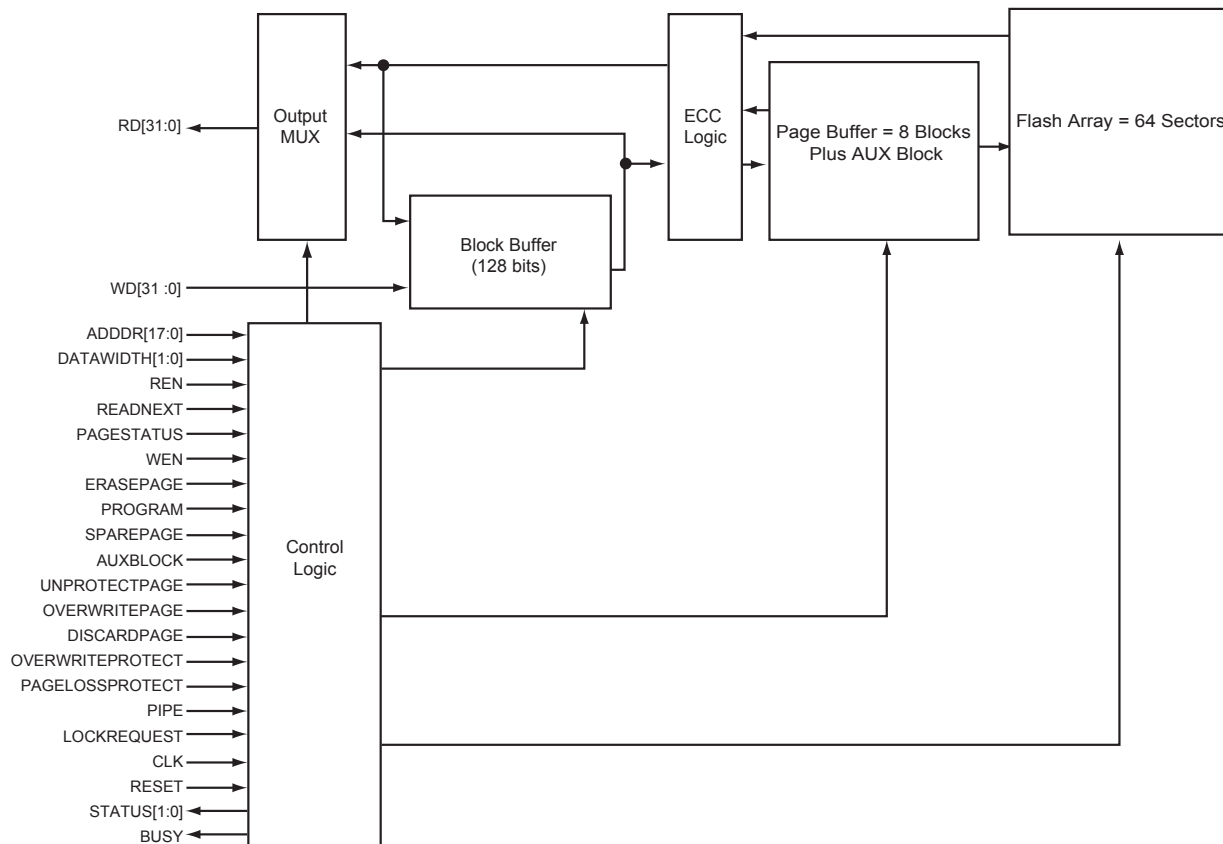 Output
MUX
RD[31:0]
ECC
Logic
Page Buffer = 8 Blocks
Plus AUX Block
Flash Array = 64 Sectors
Block Buffer
(128 bits)
WD[31 :0]
ADDDR[17:0]
DATAWIDTH[1:0]
REN
READNEXT
PAGESTATUS
WEN
ERASEPAGE
PROGRAM
SPAREPAGE
AUXBLOCK
UNPROTECTPAGE
OVERWRITEPAGE
DISCARDPAGE
OVERWRITEPROTECT
PAGELOSSPROTECT
PIPE
LOCKREQUEST
CLK
RESET
STATUS[1:0]
BUSY
Control
Logic